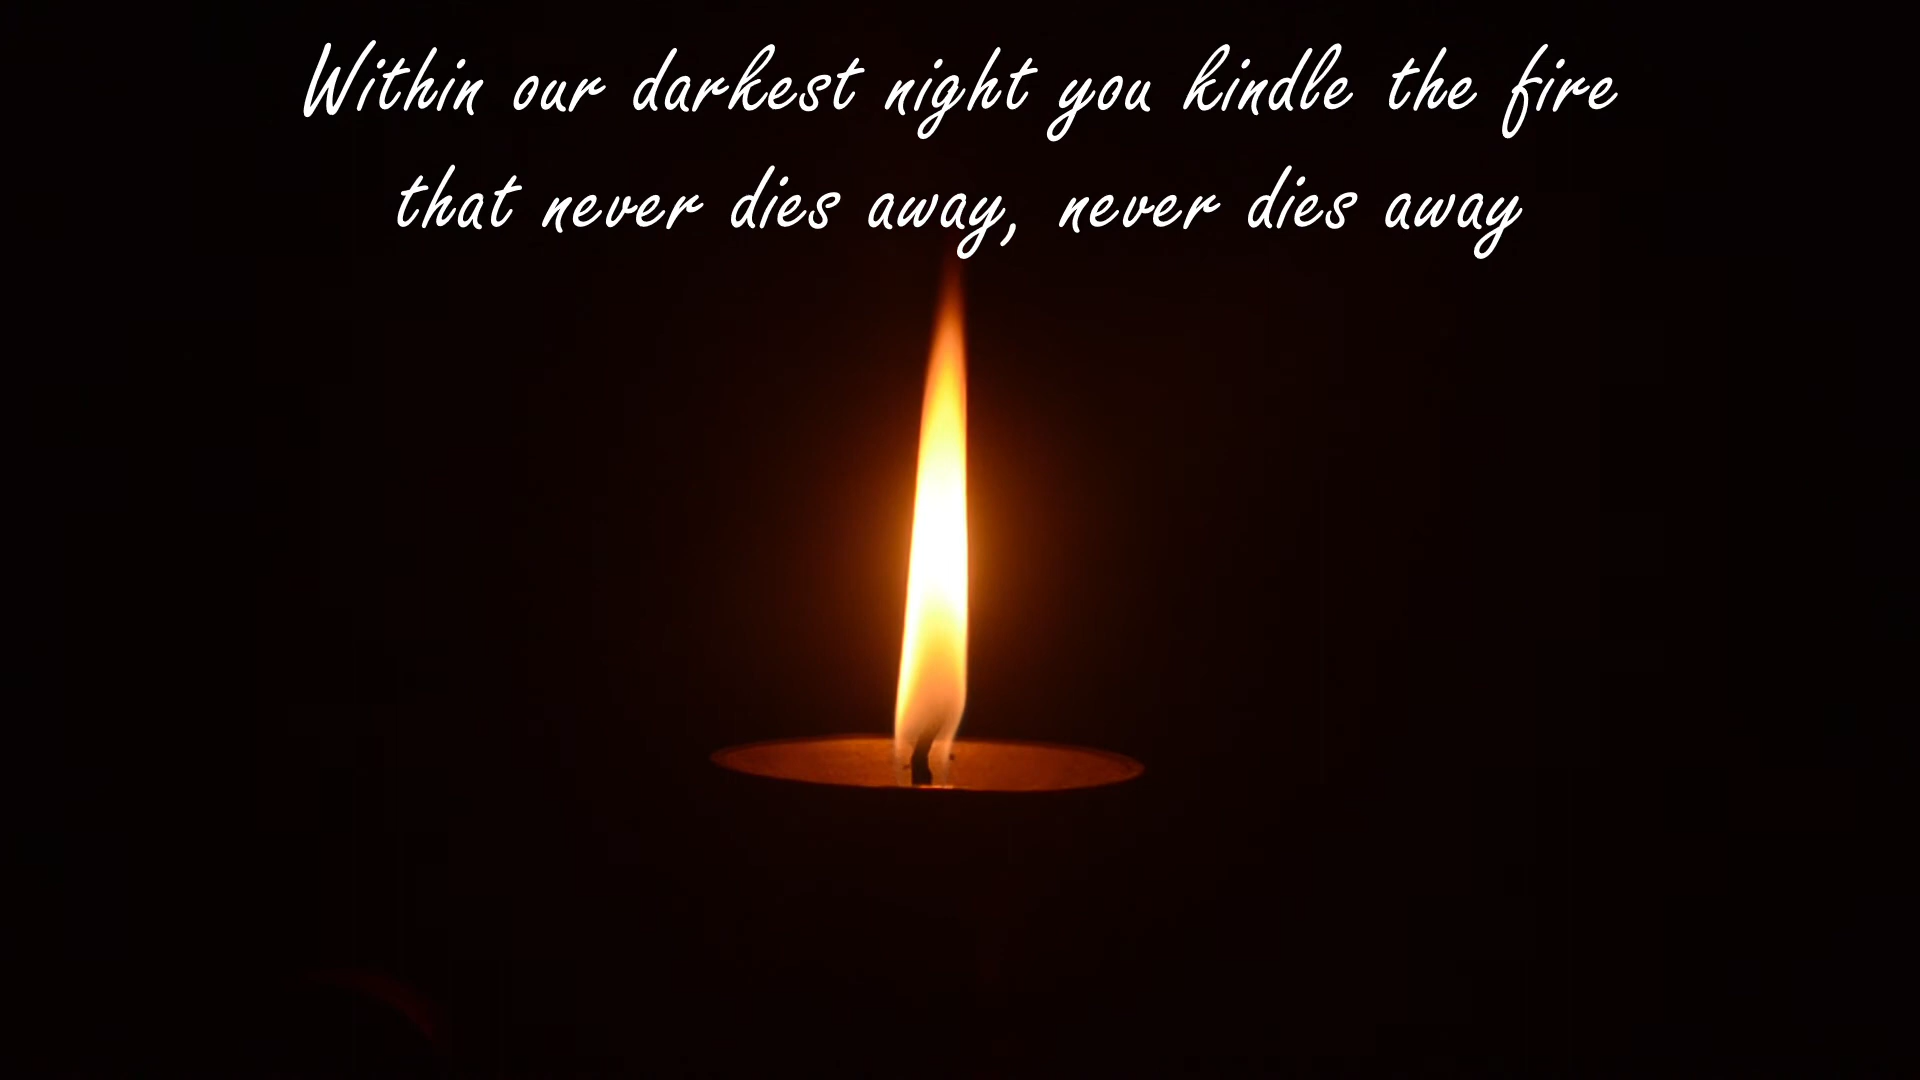 Within our darkest night you kindle the fire
that never dies away, never dies away